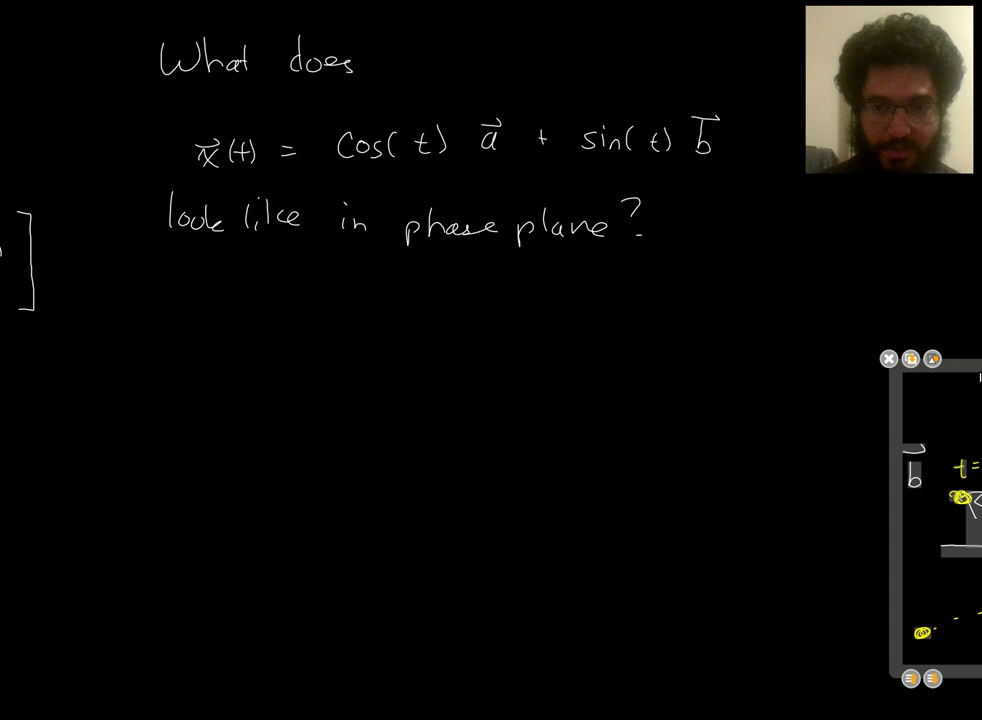 What does
x⃗(t) = cos(t) a⃗ + sin(t) b⃗
look like in phase plane?
b
t =